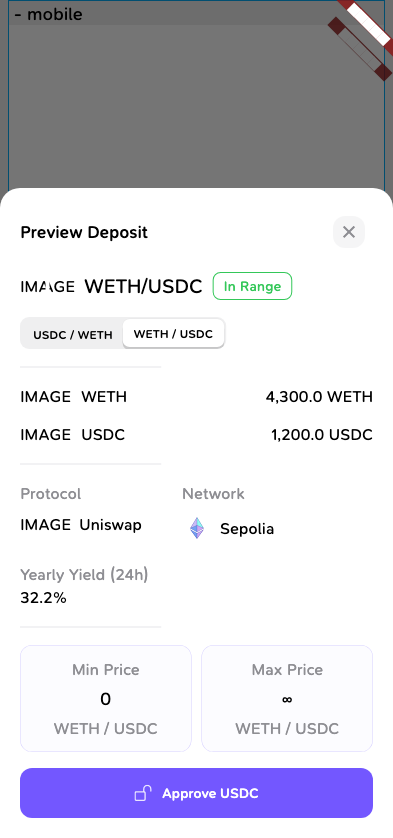 - mobile
Preview Deposit
IMAGE WETH/USDC In Range
USDC / WETH WETH / USDC
IMAGE WETH 4,300.0 WETH
IMAGE USDC 1,200.0 USDC
Protocol Network
IMAGE Uniswap Sepolia
Yearly Yield (24h)
32.2%
Min Price Max Price
0 ∞
WETH / USDC WETH / USDC
Approve USDC